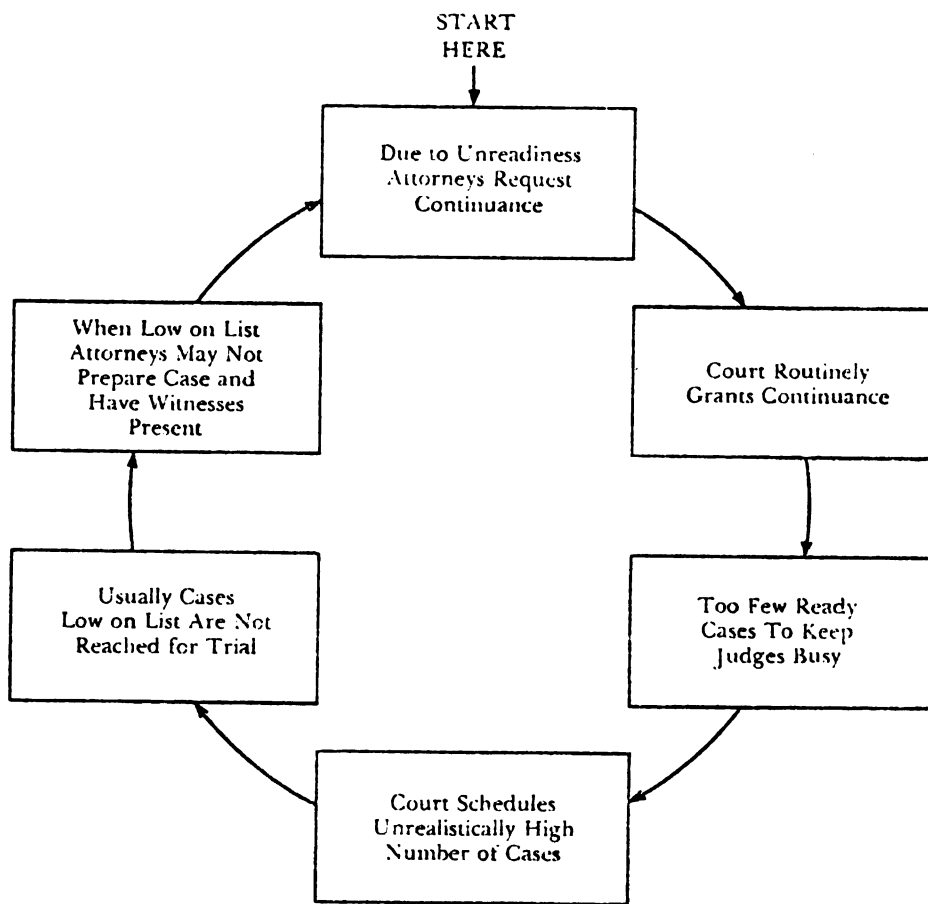 START
HERE
Due to Unreadiness
Attorneys Request
Continuance
Court Routinely
Grants Continuance
Too Few Ready
Cases To Keep
Judges Busy
Court Schedules
Unrealistically High
Number of Cases
Usually Cases
Low on List Are Not
Reached for Trial
When Low on List
Attorneys May Not
Prepare Case and
Have Witnesses
Present